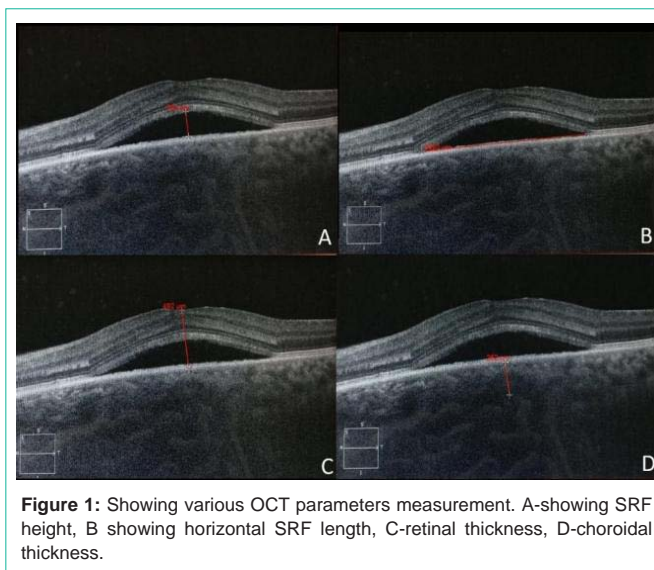 A
B
C
D
Figure 1: Showing various OCT parameters measurement. A-showing SRF
height, B showing horizontal SRF length, C-retinal thickness, D-choroidal
thickness.